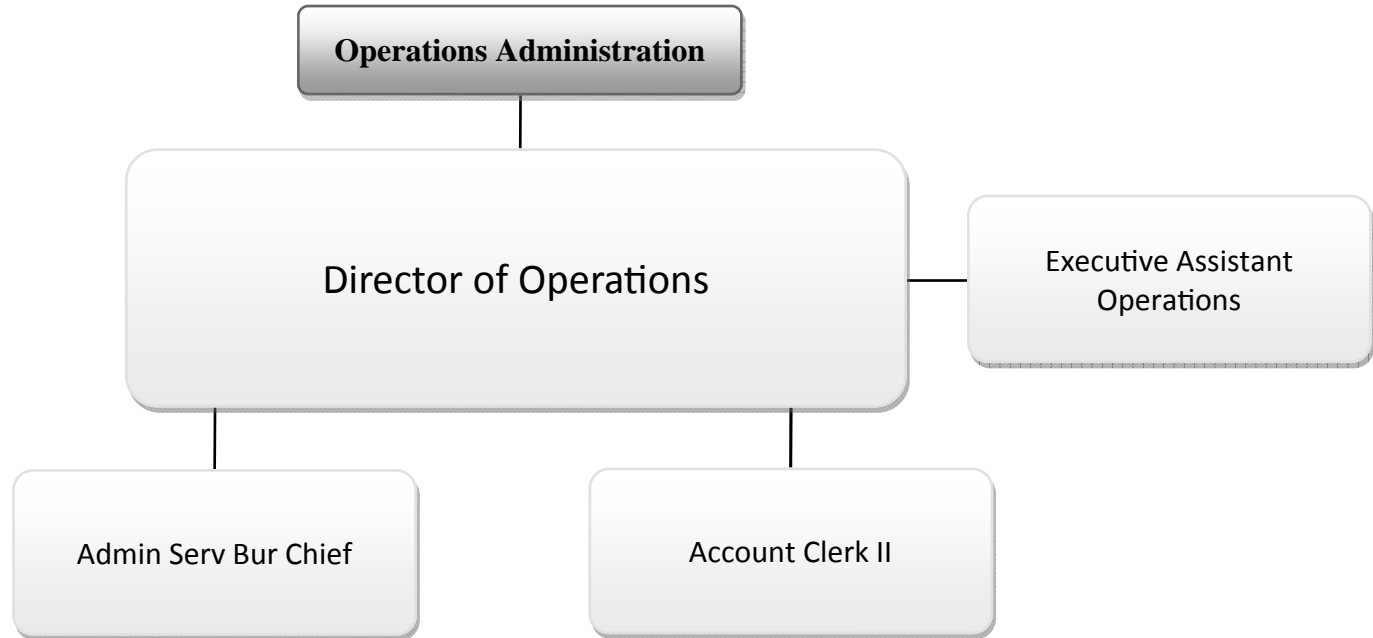 Operations Administration
Director of Operations
Executive Assistant
Operations
Admin Serv Bur Chief
Account Clerk II